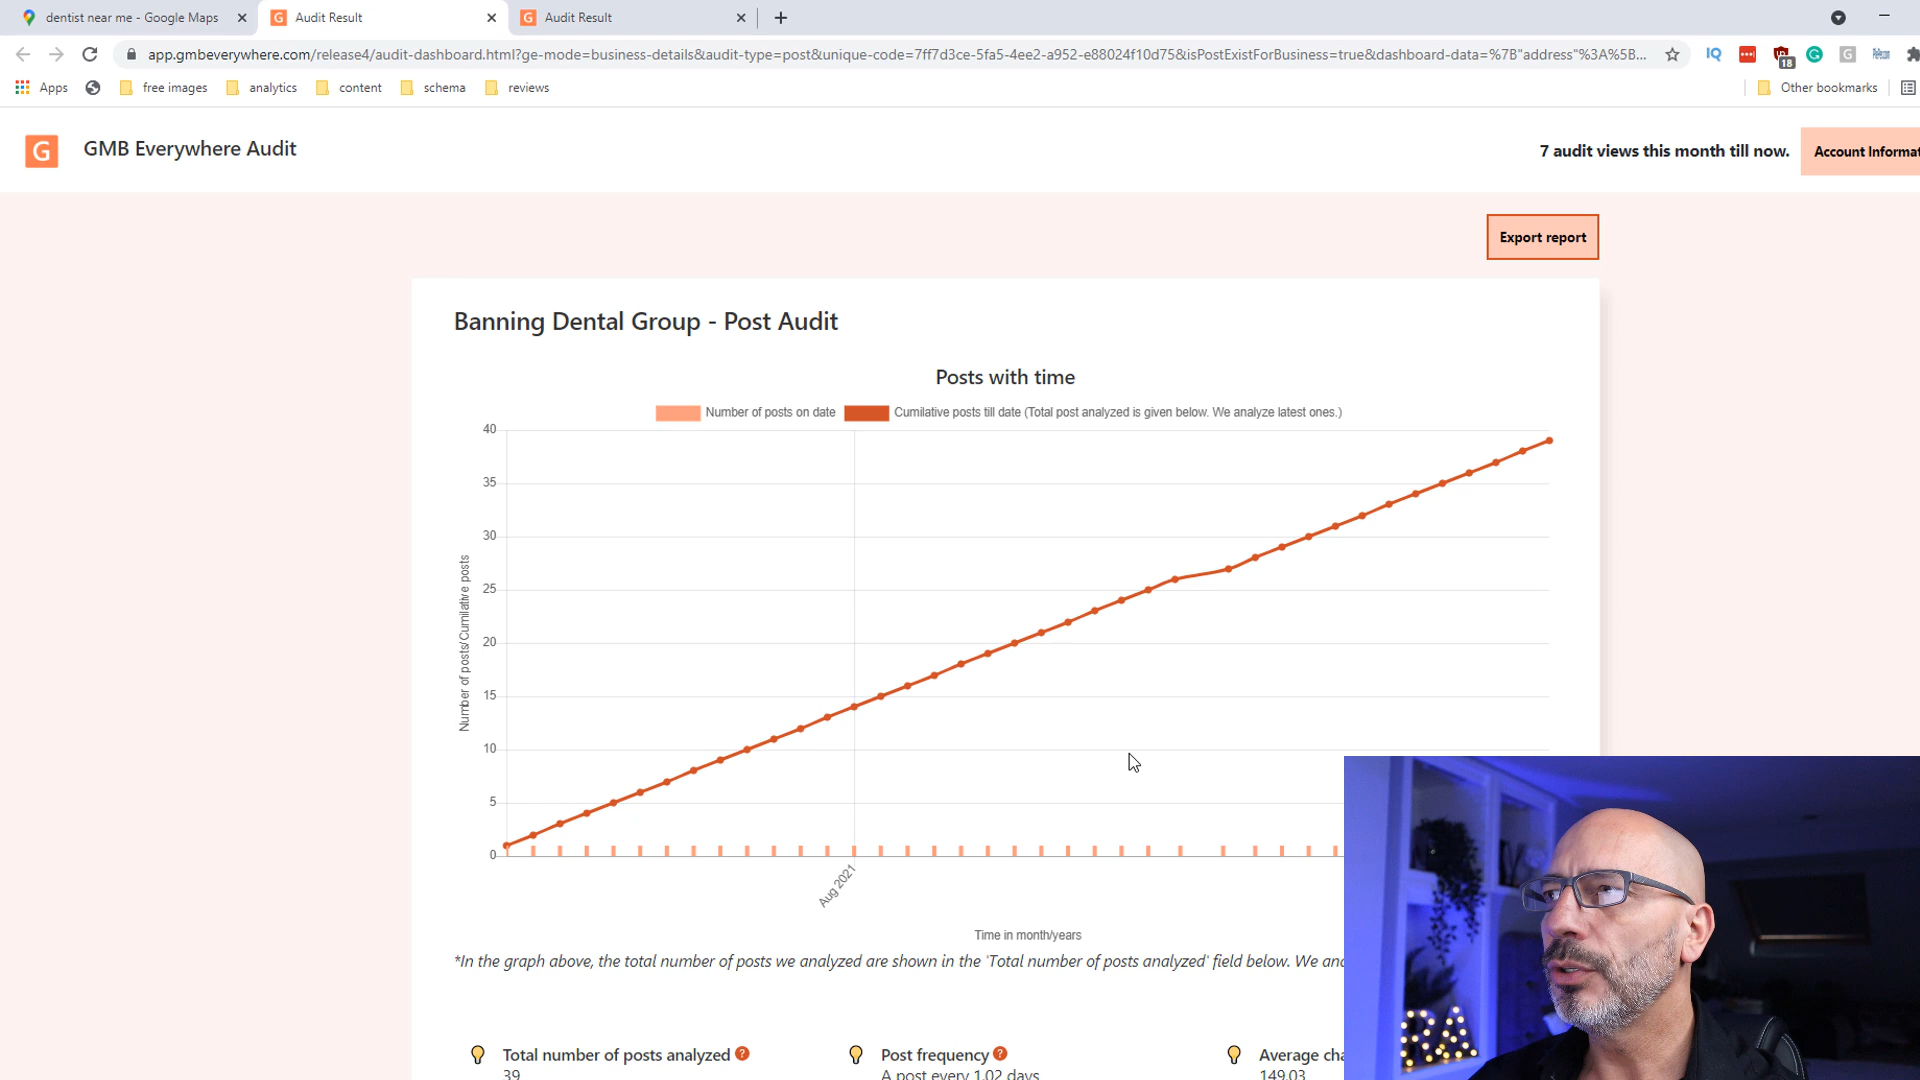 dentist near me - Google Maps
Audit Result
Audit Result
app.gmbeverywhere.com/release4/audit-dashboard.html?ge-mode=business-details&audit-type=post&unique-code=7ff7d3ce-5fa5-4ee2-a952-e88024f10d75&isPostExistForBusiness=true&dashboard-data=%7B"address"%3A%5B...
IQ
18
G
G
Apps
free images
analytics
content
schema
reviews
Other bookmarks
G
GMB Everywhere Audit
7 audit views this month till now.
Account Informat
Export report
Banning Dental Group - Post Audit
Posts with time
Number of posts on date
Cumilative posts till date (Total post analyzed is given below. We analyze latest ones.)
40
35
30
25
20
15
10
5
0
Number of posts/Cumilative posts
Aug 2021
Time in month/years
*In the graph above, the total number of posts we analyzed are shown in the 'Total number of posts analyzed' field below. We ana
Total number of posts analyzed ?
39
Post frequency ?
A post every 1.02 days
Average cha
149.03
RA